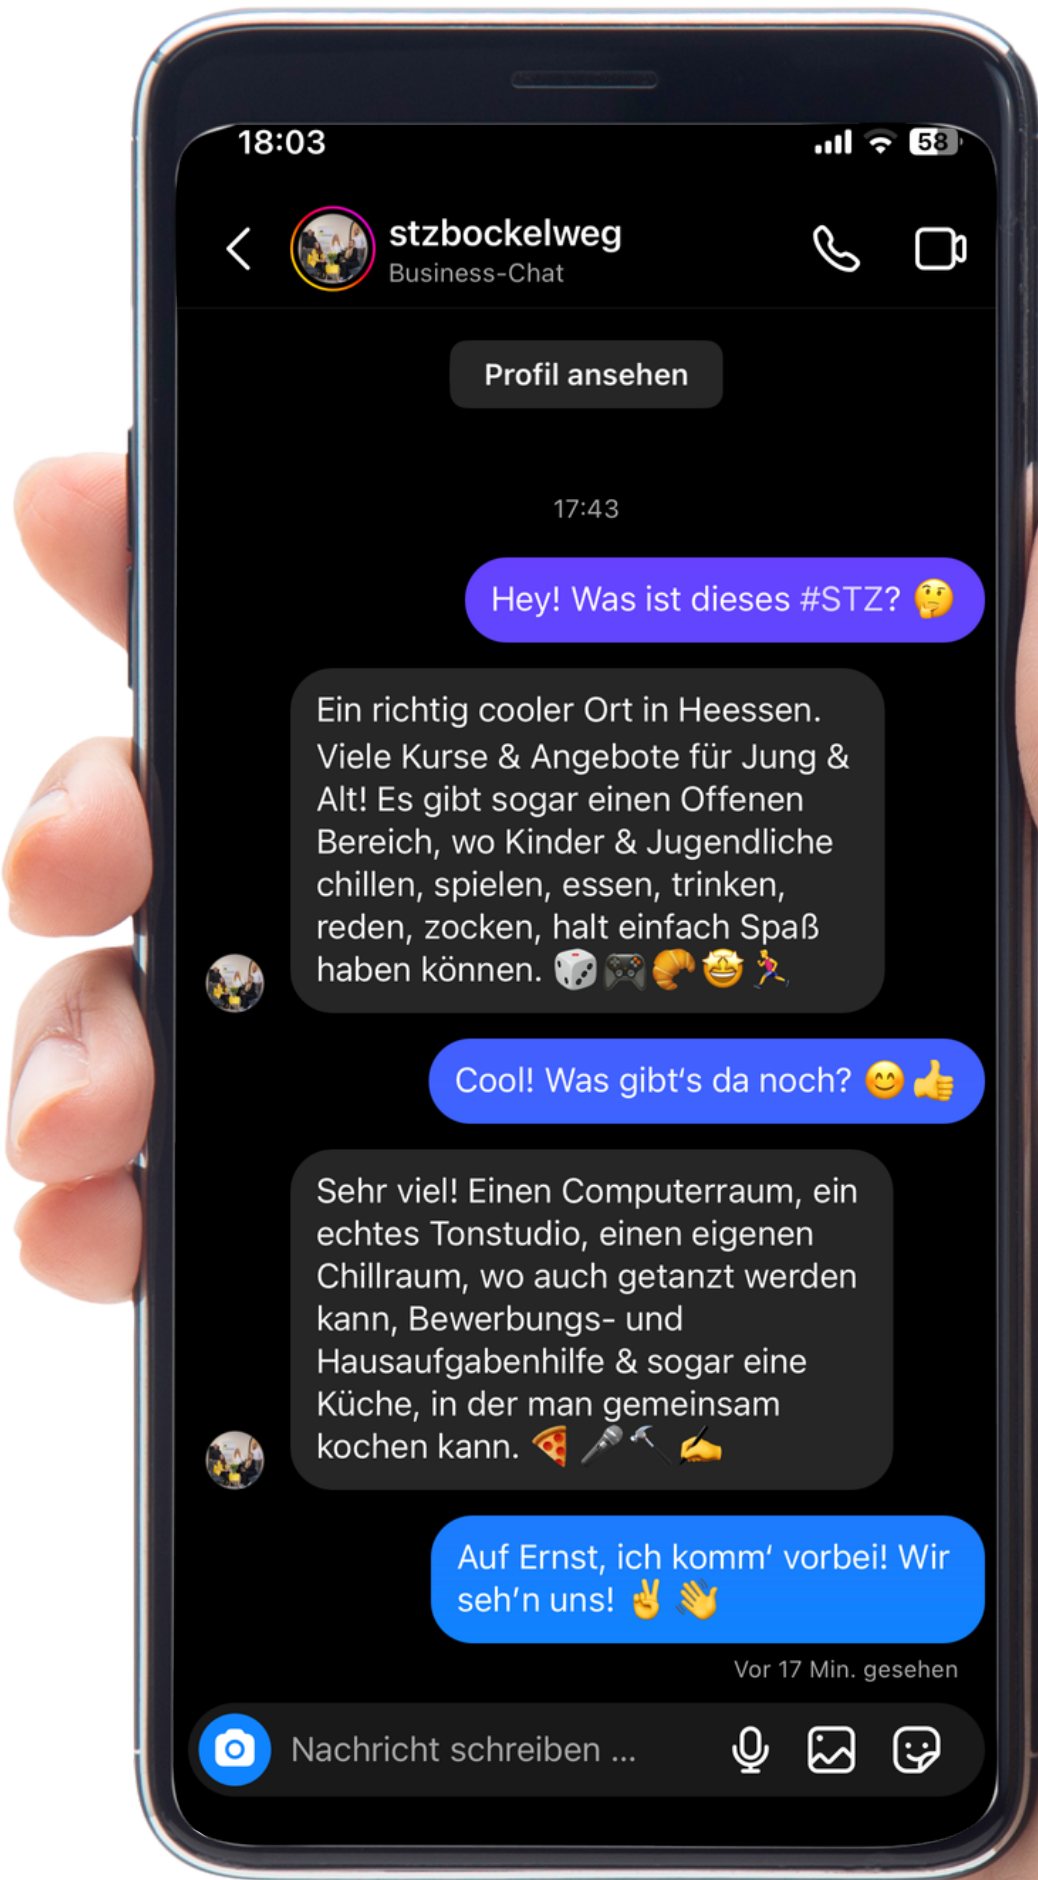 18:03
58
stzbockelweg
Business-Chat
Profil ansehen
17:43
Hey! Was ist dieses #STZ? 🤔
Ein richtig cooler Ort in Heessen.
Viele Kurse & Angebote für Jung &
Alt! Es gibt sogar einen Offenen
Bereich, wo Kinder & Jugendliche
chillen, spielen, essen, trinken,
reden, zocken, halt einfach Spaß
haben können. 🎲🎮🥐🤩🏃
Cool! Was gibt‘s da noch? 😊👍
Sehr viel! Einen Computerraum, ein
echtes Tonstudio, einen eigenen
Chillraum, wo auch getanzt werden
kann, Bewerbungs- und
Hausaufgabenhilfe & sogar eine
Küche, in der man gemeinsam
kochen kann. 🍕🎤🔨✍️
Auf Ernst, ich komm‘ vorbei! Wir
seh’n uns! ✌️👋
Vor 17 Min. gesehen
Nachricht schreiben ...